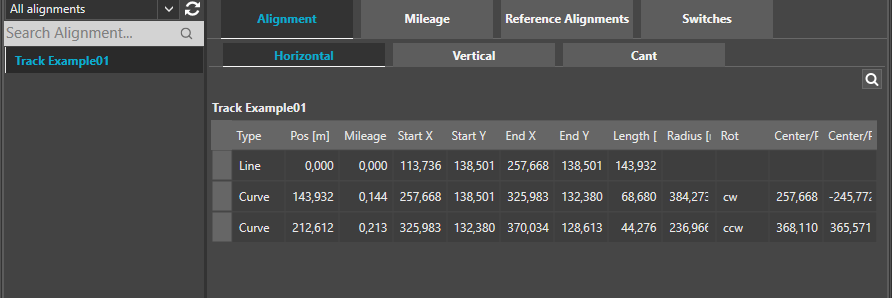 All alignments
Search Alignment...
Track Example01
Alignment Mileage Reference Alignments Switches
Horizontal Vertical Cant
Track Example01
Type Pos [m] Mileage Start X Start Y End X End Y Length [ Radius [r Rot Center/F Center/F
Line 0,000 0,000 113,736 138,501 257,668 138,501 143,932
Curve 143,932 0,144 257,668 138,501 325,983 132,380 68,680 384,273 cw 257,668 -245,772
Curve 212,612 0,213 325,983 132,380 370,034 128,613 44,276 236,966 ccw 368,110 365,571